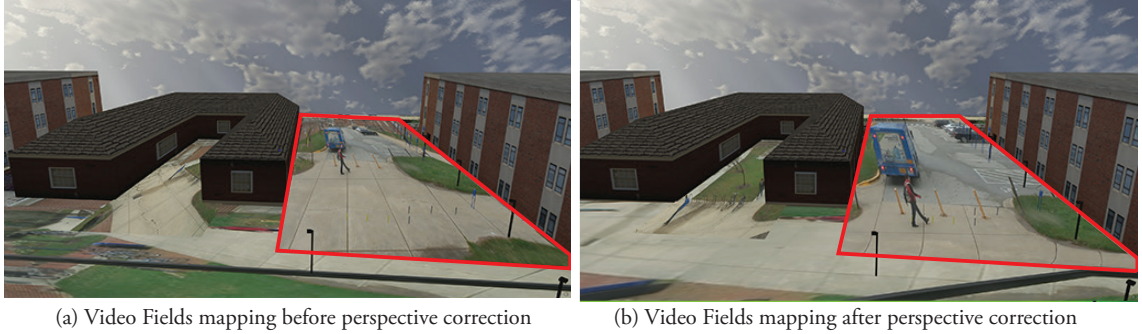 (a) Video Fields mapping before perspective correction
(b) Video Fields mapping after perspective correction